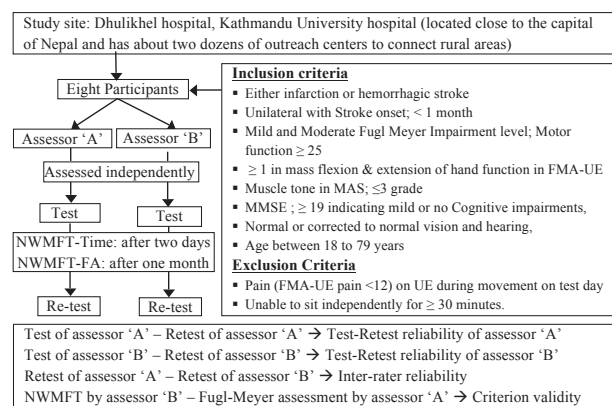 Study site: Dhulikhel hospital, Kathmandu University hospital (located close to the capital
of Nepal and has about two dozens of outreach centers to connect rural areas)
Eight Participants
Assessor ‘A’
Assessor ‘B’
Assessed independently
Test
Test
NWMFT-Time: after two days
NWMFT-FA: after one month
Re-test
Re-test
Inclusion criteria
▪ Either infarction or hemorrhagic stroke
▪ Unilateral with Stroke onset; < 1 month
▪ Mild and Moderate Fugl Meyer Impairment level; Motor
function ≥ 25
▪ ≥ 1 in mass flexion & extension of hand function in FMA-UE
▪ Muscle tone in MAS; ≤3 grade
▪ MMSE ; ≥ 19 indicating mild or no Cognitive impairments,
▪ Normal or corrected to normal vision and hearing,
▪ Age between 18 to 79 years
Exclusion Criteria
▪ Pain (FMA-UE pain <12) on UE during movement on test day
▪ Unable to sit independently for ≥ 30 minutes.
Test of assessor ‘A’ – Retest of assessor ‘A’ → Test-Retest reliability of assessor ‘A’
Test of assessor ‘B’ – Retest of assessor ‘B’ → Test-Retest reliability of assessor ‘B’
Retest of assessor ‘A’ – Retest of assessor ‘B’ → Inter-rater reliability
NWMFT by assessor ‘B’ – Fugl-Meyer assessment by assessor ‘A’ → Criterion validity